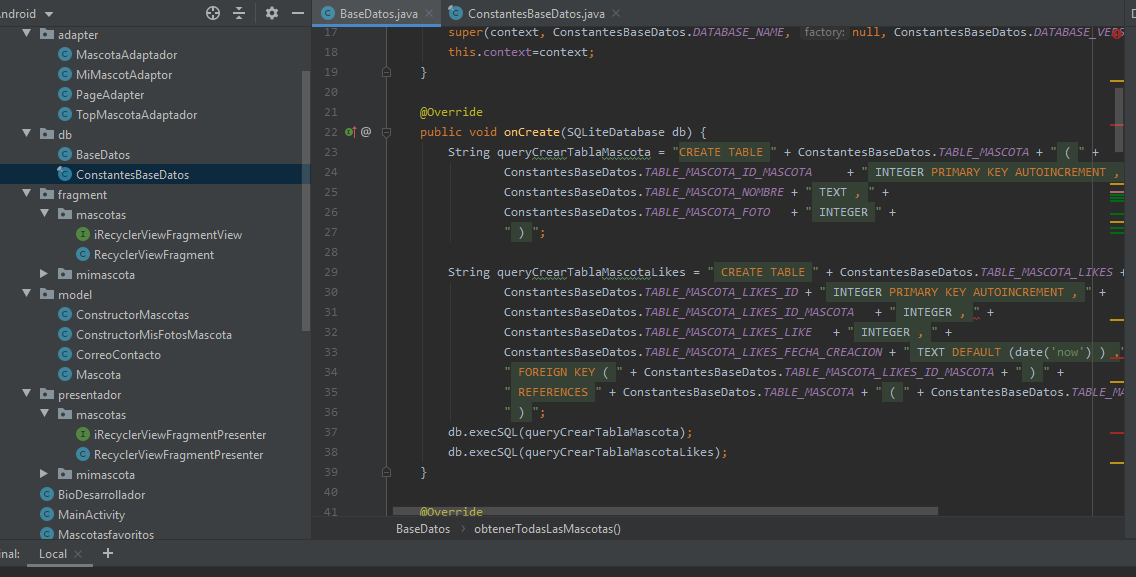 Android
BaseDatos.java
ConstantesBaseDatos.java
adapter
MascotaAdaptador
MiMascotAdaptor
PageAdapter
TopMascotaAdaptador
db
BaseDatos
ConstantesBaseDatos
fragment
mascotas
iRecyclerViewFragmentView
RecyclerViewFragment
mimascota
model
ConstructorMascotas
ConstructorMisFotosMascota
CorreoContacto
Mascota
presentador
mascotas
iRecyclerViewFragmentPresenter
RecyclerViewFragmentPresenter
mimascota
BioDesarrollador
MainActivity
Mascotasfavoritos
17 super(context, ConstantesBaseDatos.DATABASE_NAME, factory: null, ConstantesBaseDatos.DATABASE_VERS
18 this.context=context;
19 }
20
21 @Override
22 @ public void onCreate(SQLiteDatabase db) {
23 String queryCrearTablaMascota = "CREATE TABLE " + ConstantesBaseDatos.TABLE_MASCOTA + " ( " +
24 ConstantesBaseDatos.TABLE_MASCOTA_ID_MASCOTA + " INTEGER PRIMARY KEY AUTOINCREMENT ,
25 ConstantesBaseDatos.TABLE_MASCOTA_NOMBRE + " TEXT , " +
26 ConstantesBaseDatos.TABLE_MASCOTA_FOTO + " INTEGER " +
27 " ) ";
28
29 String queryCrearTablaMascotaLikes = " CREATE TABLE " + ConstantesBaseDatos.TABLE_MASCOTA_LIKES +
30 ConstantesBaseDatos.TABLE_MASCOTA_LIKES_ID + " INTEGER PRIMARY KEY AUTOINCREMENT , " +
31 ConstantesBaseDatos.TABLE_MASCOTA_LIKES_ID_MASCOTA + " INTEGER , " +
32 ConstantesBaseDatos.TABLE_MASCOTA_LIKES_LIKE + " INTEGER , " +
33 ConstantesBaseDatos.TABLE_MASCOTA_LIKES_FECHA_CREACION + " TEXT DEFAULT (date('now') ) ,"
34 " FOREIGN KEY ( " + ConstantesBaseDatos.TABLE_MASCOTA_LIKES_ID_MASCOTA + " ) " +
35 " REFERENCES " + ConstantesBaseDatos.TABLE_MASCOTA + " ( " + ConstantesBaseDatos.TABLE_MA
36 " ) ";
37 db.execSQL(queryCrearTablaMascota);
38 db.execSQL(queryCrearTablaMascotaLikes);
39 }
40
41 @Override
BaseDatos > obtenerTodasLasMascotas()
inal: Local +